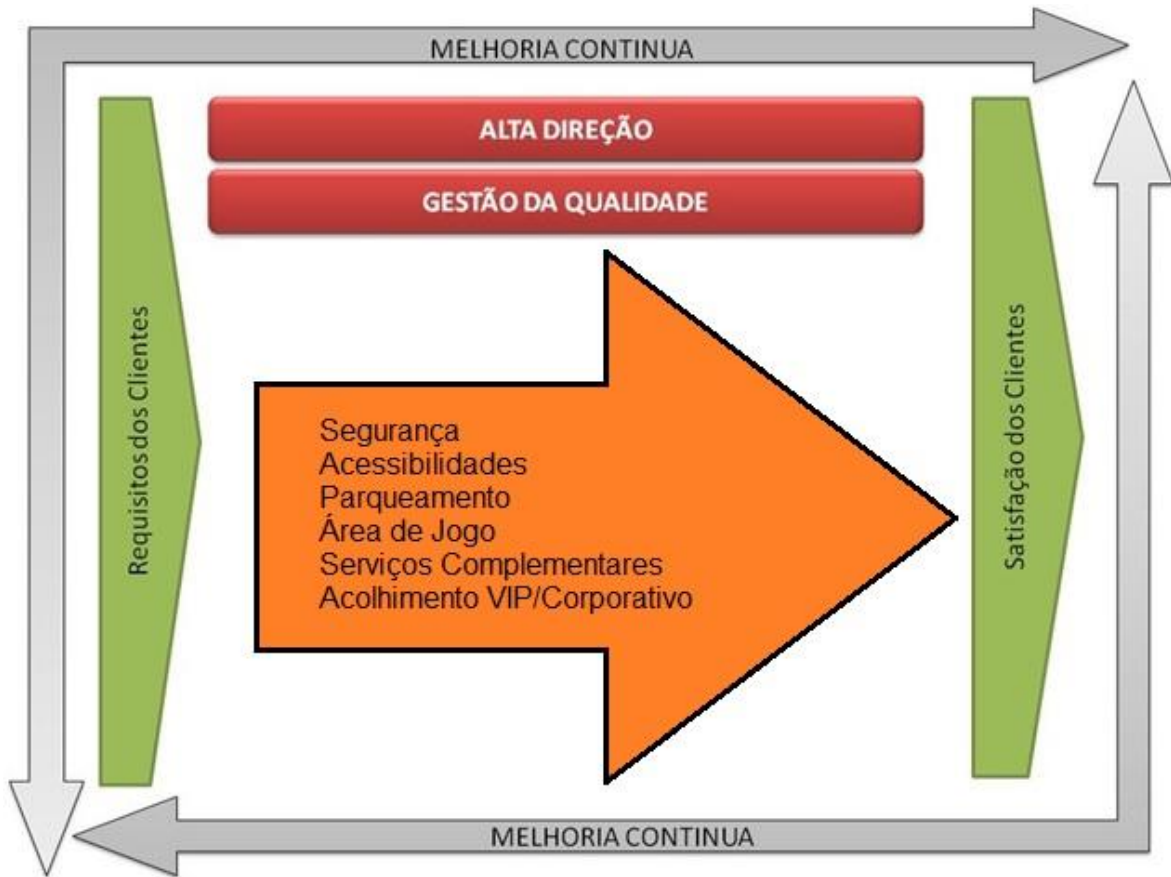 MELHORIA CONTINUA
ALTA DIREÇÃO
GESTÃO DA QUALIDADE
Requisitos dos Clientes
Segurança
Acessibilidades
Parqueamento
Área de Jogo
Serviços Complementares
Acolhimento VIP/Corporativo
Satisfação dos Clientes
MELHORIA CONTINUA